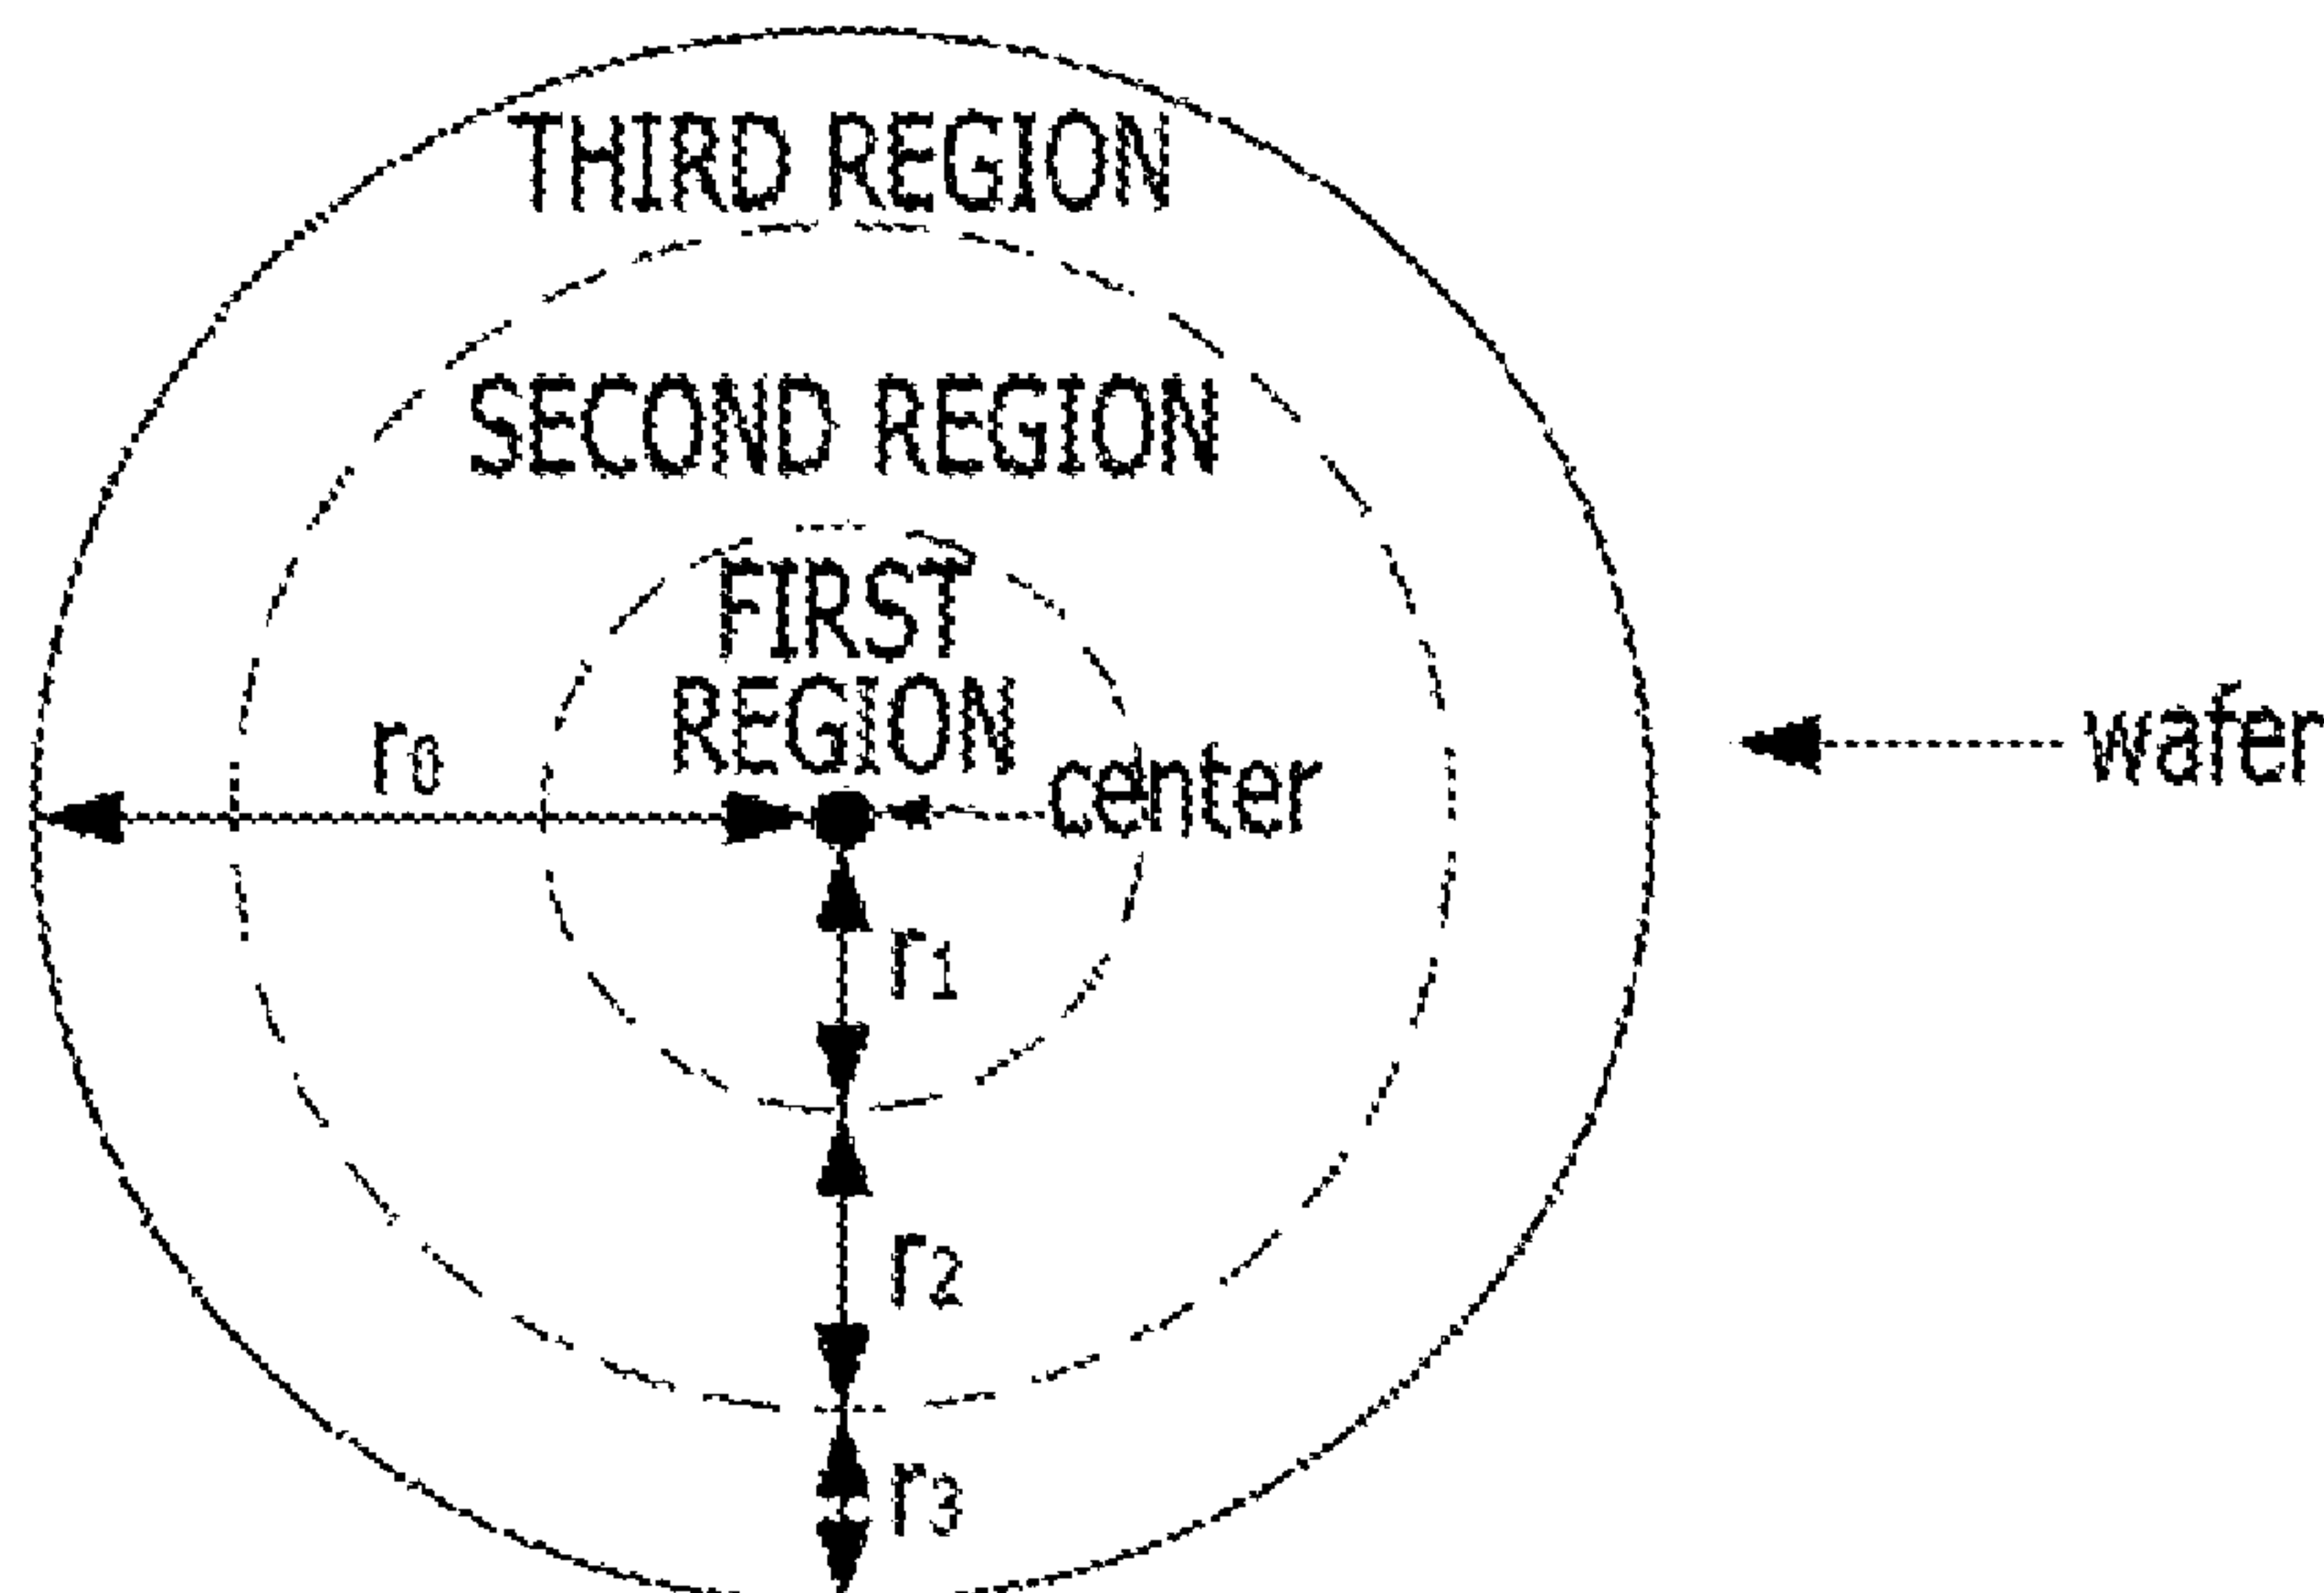 THIRD REGION
SECOND REGION
FIRST
REGION
r0
center
wafer
r1
r2
r3